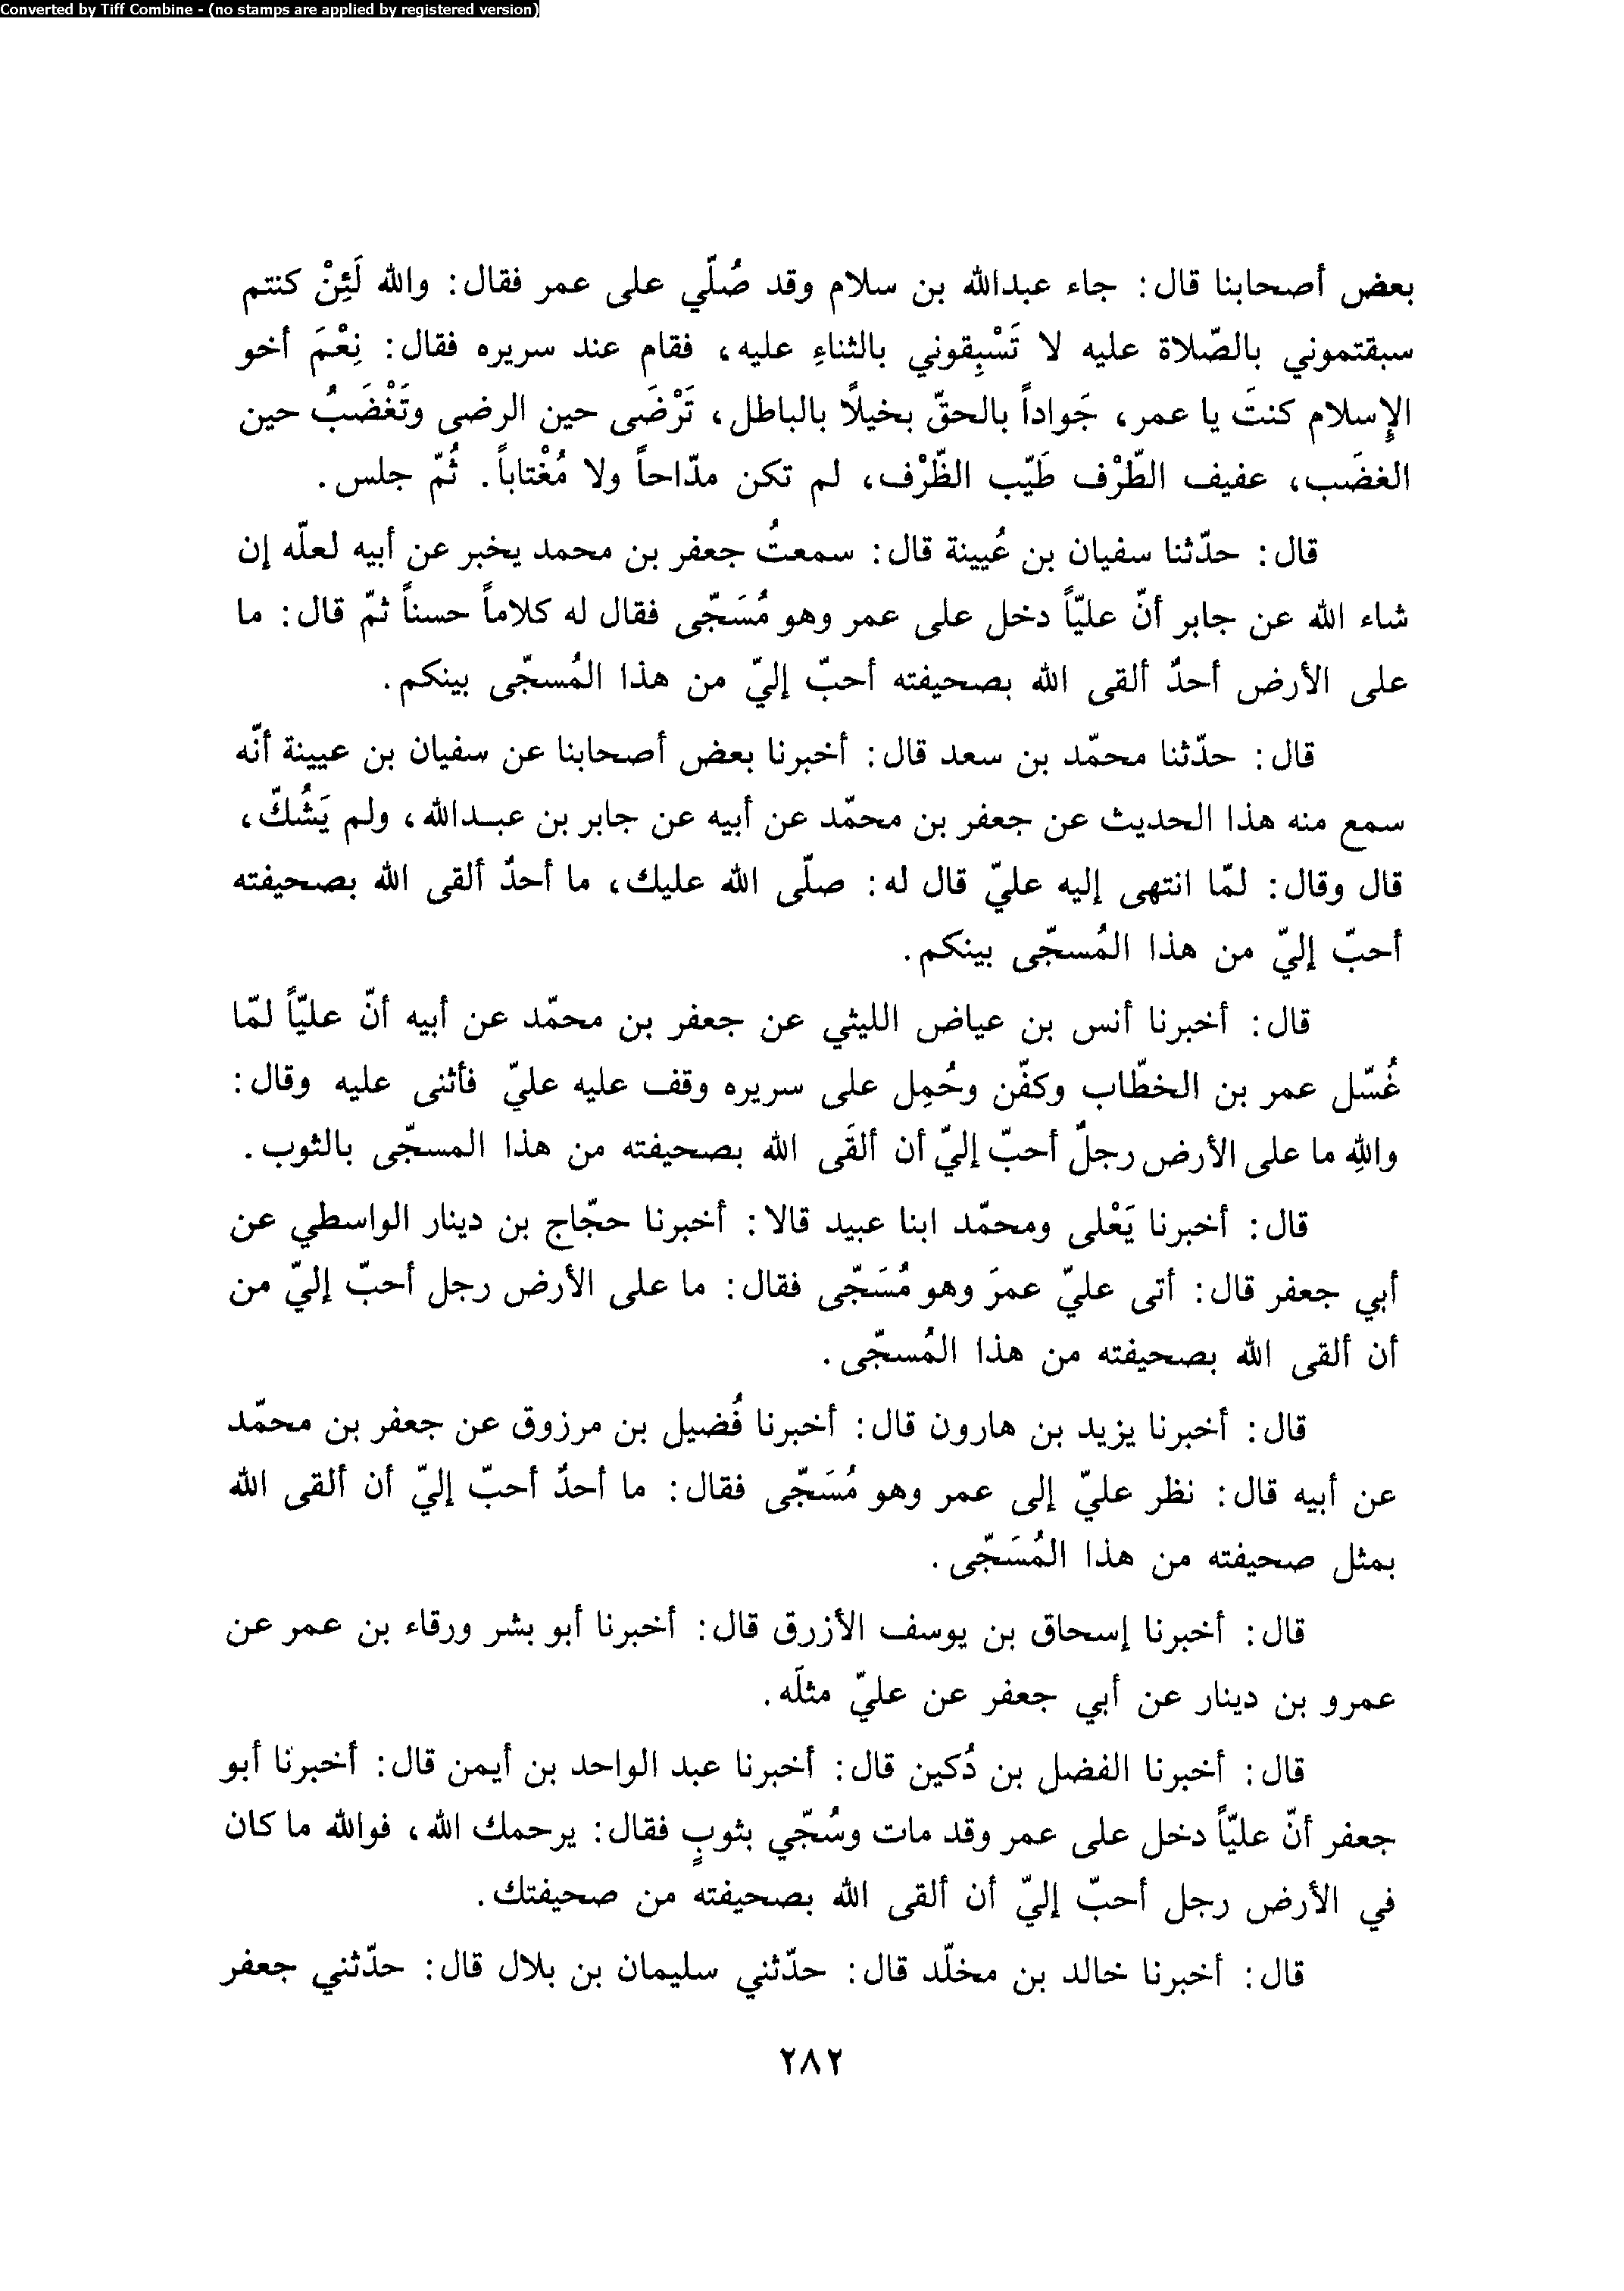 Converted by Tiff Combine - (no stamps are applied by registered version)
بعض أصحابنا قال: جاء عبدالله بن سلام وقد صُلّي على عمر فقال: والله لَئِنْ كنتم
سبقتموني بالصّلاة عليه لا تَسْبِقوني بالثناءِ عليه، فقام عند سريره فقال: نِعْمَ أخو
الإِسلام كنتَ يا عمر، جَواداً بالحقّ بخيلًا بالباطل، تَرْضَى حين الرضى وتَغْضَبُ حين
الغضَب، عفيف الطّرْف طَيّب الظّرْف، لم تكن مدّاحاً ولا مُغْتاباً. ثُمّ جلس.
قال: حدّثنا سفيان بن عُيينة قال: سمعتُ جعفر بن محمد يخبر عن أبيه لعلّه إن
شاء الله عن جابر أنّ عليّاً دخل على عمر وهو مُسَجّى فقال له كلاماً حسناً ثمّ قال: ما
على الأرض أحدٌ ألقى الله بصحيفته أحبّ إليّ من هذا المُسجّى بينكم.
قال: حدّثنا محمّد بن سعد قال: أخبرنا بعض أصحابنا عن سفيان بن عيينة أنّه
سمع منه هذا الحديث عن جعفر بن محمّد عن أبيه عن جابر بن عبـدالله، ولم يَشُكّ،
قال وقال: لمّا انتهى إليه عليّ قال له: صلّى الله عليك، ما أحدٌ ألقى الله بصحيفته
أحبّ إليّ من هذا المُسجّى بينكم.
قال: أخبرنا أنس بن عياض الليثي عن جعفر بن محمّد عن أبيه أنّ عليّاً لمّا
غُسّل عمر بن الخطّاب وكفّن وحُمِل على سريره وقف عليه عليّ فأثنى عليه وقال:
واللهِ ما على الأرض رجلٌ أحبّ إليّ أن ألقَى الله بصحيفته من هذا المسجّى بالثوب.
قال: أخبرنا يَعْلى ومحمّد ابنا عبيد قالا: أخبرنا حجّاج بن دينار الواسطي عن
أبي جعفر قال: أتى عليّ عمرَ وهو مُسَجّى فقال: ما على الأرض رجل أحبّ إليّ من
أن ألقى الله بصحيفته من هذا المُسجّى.
قال: أخبرنا يزيد بن هارون قال: أخبرنا فُضيل بن مرزوق عن جعفر بن محمّد
عن أبيه قال: نظر عليّ إلى عمر وهو مُسَجّى فقال: ما أحدٌ أحبّ إليّ أن ألقى الله
بمثل صحيفته من هذا المُسَجّى.
قال: أخبرنا إسحاق بن يوسف الأزرق قال: أخبرنا أبو بشر ورقاء بن عمر عن
عمرو بن دينار عن أبي جعفر عن عليّ مثلَه.
قال: أخبرنا الفضل بن دُكين قال: أخبرنا عبد الواحد بن أيمن قال: أخبرنا أبو
جعفر أنّ عليّاً دخل على عمر وقد مات وسُجّي بثوبٍ فقال: يرحمك الله، فوالله ما كان
في الأرض رجل أحبّ إليّ أن ألقى الله بصحيفته من صحيفتك.
قال: أخبرنا خالد بن مخلّد قال: حدّثني سليمان بن بلال قال: حدّثني جعفر
٢٨٢